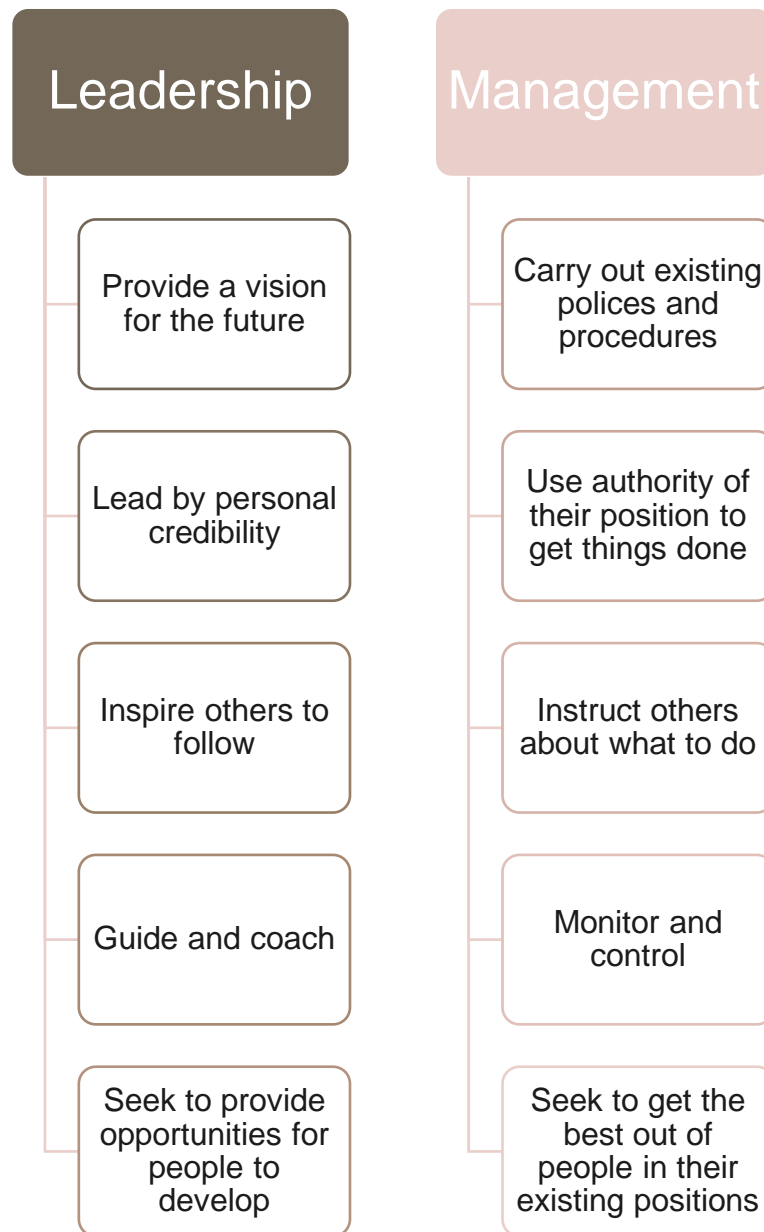 Leadership
Provide a vision
for the future
Lead by personal
credibility
Inspire others to
follow
Guide and coach
Seek to provide
opportunities for
people to
develop
Management
Carry out existing
polices and
procedures
Use authority of
their position to
get things done
Instruct others
about what to do
Monitor and
control
Seek to get the
best out of
people in their
existing positions